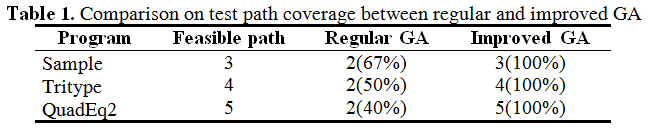 Table 1. Comparison on test path coverage between regular and improved GA
Program Feasible path Regular GA Improved GA
Sample 3 2(67%) 3(100%)
Tritype 4 2(50%) 4(100%)
QuadEq2 5 2(40%) 5(100%)